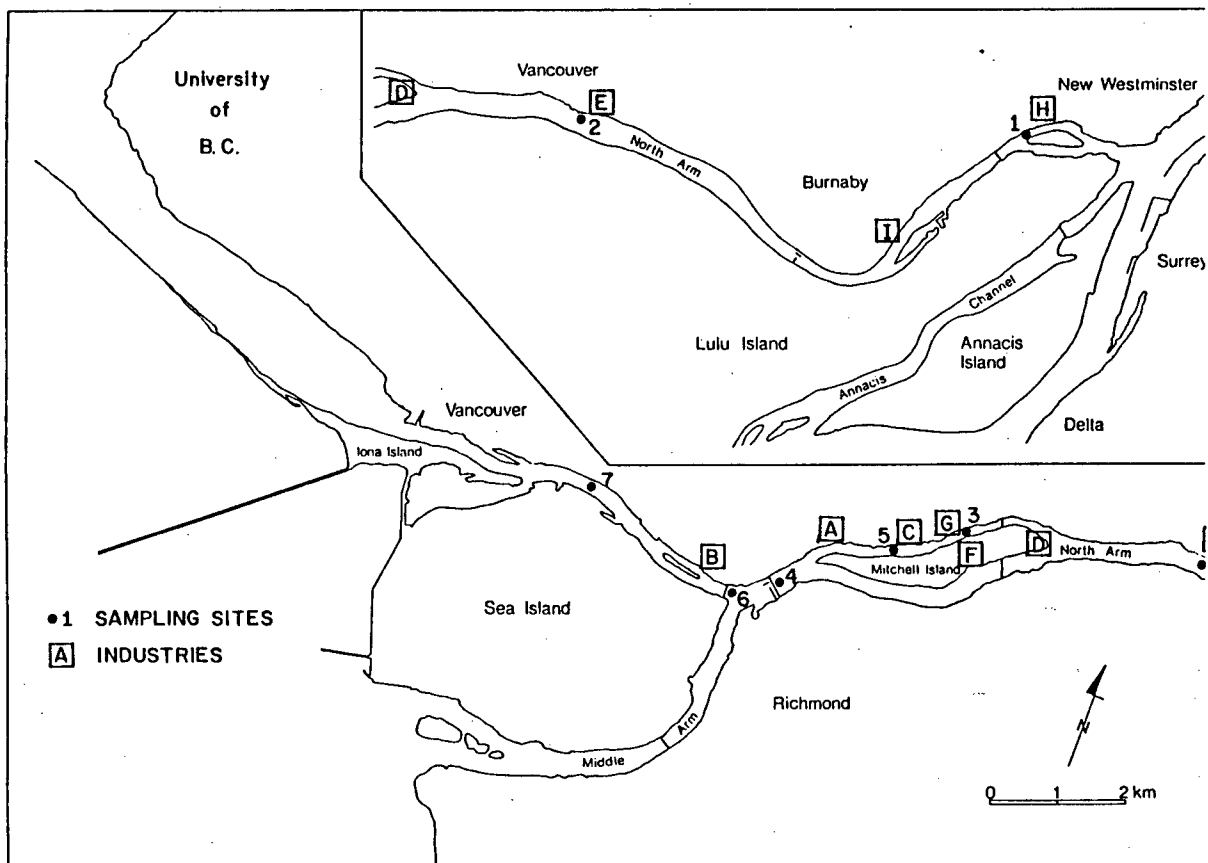 University
of
B.C.
Vancouver
New Westminster
D
E
H
2
1
North Arm
Burnaby
I
Surrey
Channel
Lulu Island
Annacis
Island
Annacis
Delta
Vancouver
Iona Island
7
A
5
C
G
3
B
F
D
North Arm
Mitchell Island
4
6
Sea Island
1 SAMPLING SITES
A INDUSTRIES
Richmond
N
Arm
Middle
0 1 2 km